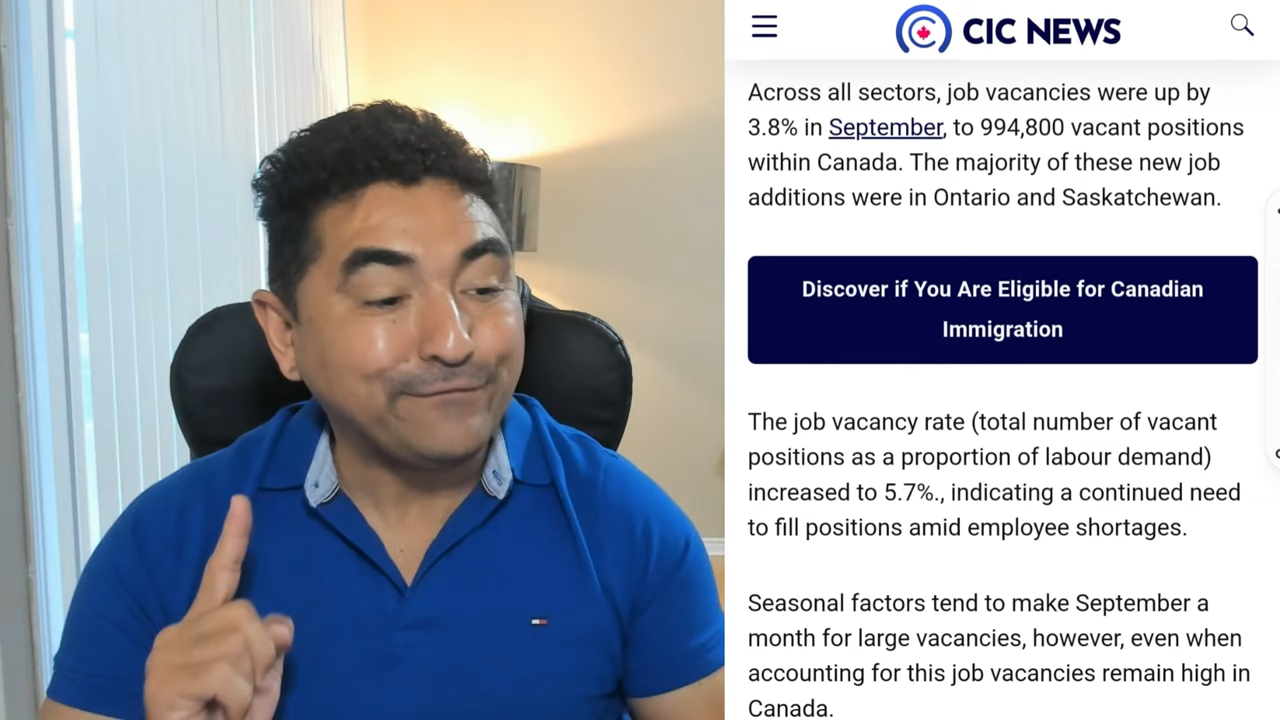 CIC NEWS
Across all sectors, job vacancies were up by
3.8% in September, to 994,800 vacant positions
within Canada. The majority of these new job
additions were in Ontario and Saskatchewan.
Discover if You Are Eligible for Canadian
Immigration
The job vacancy rate (total number of vacant
positions as a proportion of labour demand)
increased to 5.7%., indicating a continued need
to fill positions amid employee shortages.
Seasonal factors tend to make September a
month for large vacancies, however, even when
accounting for this job vacancies remain high in
Canada.